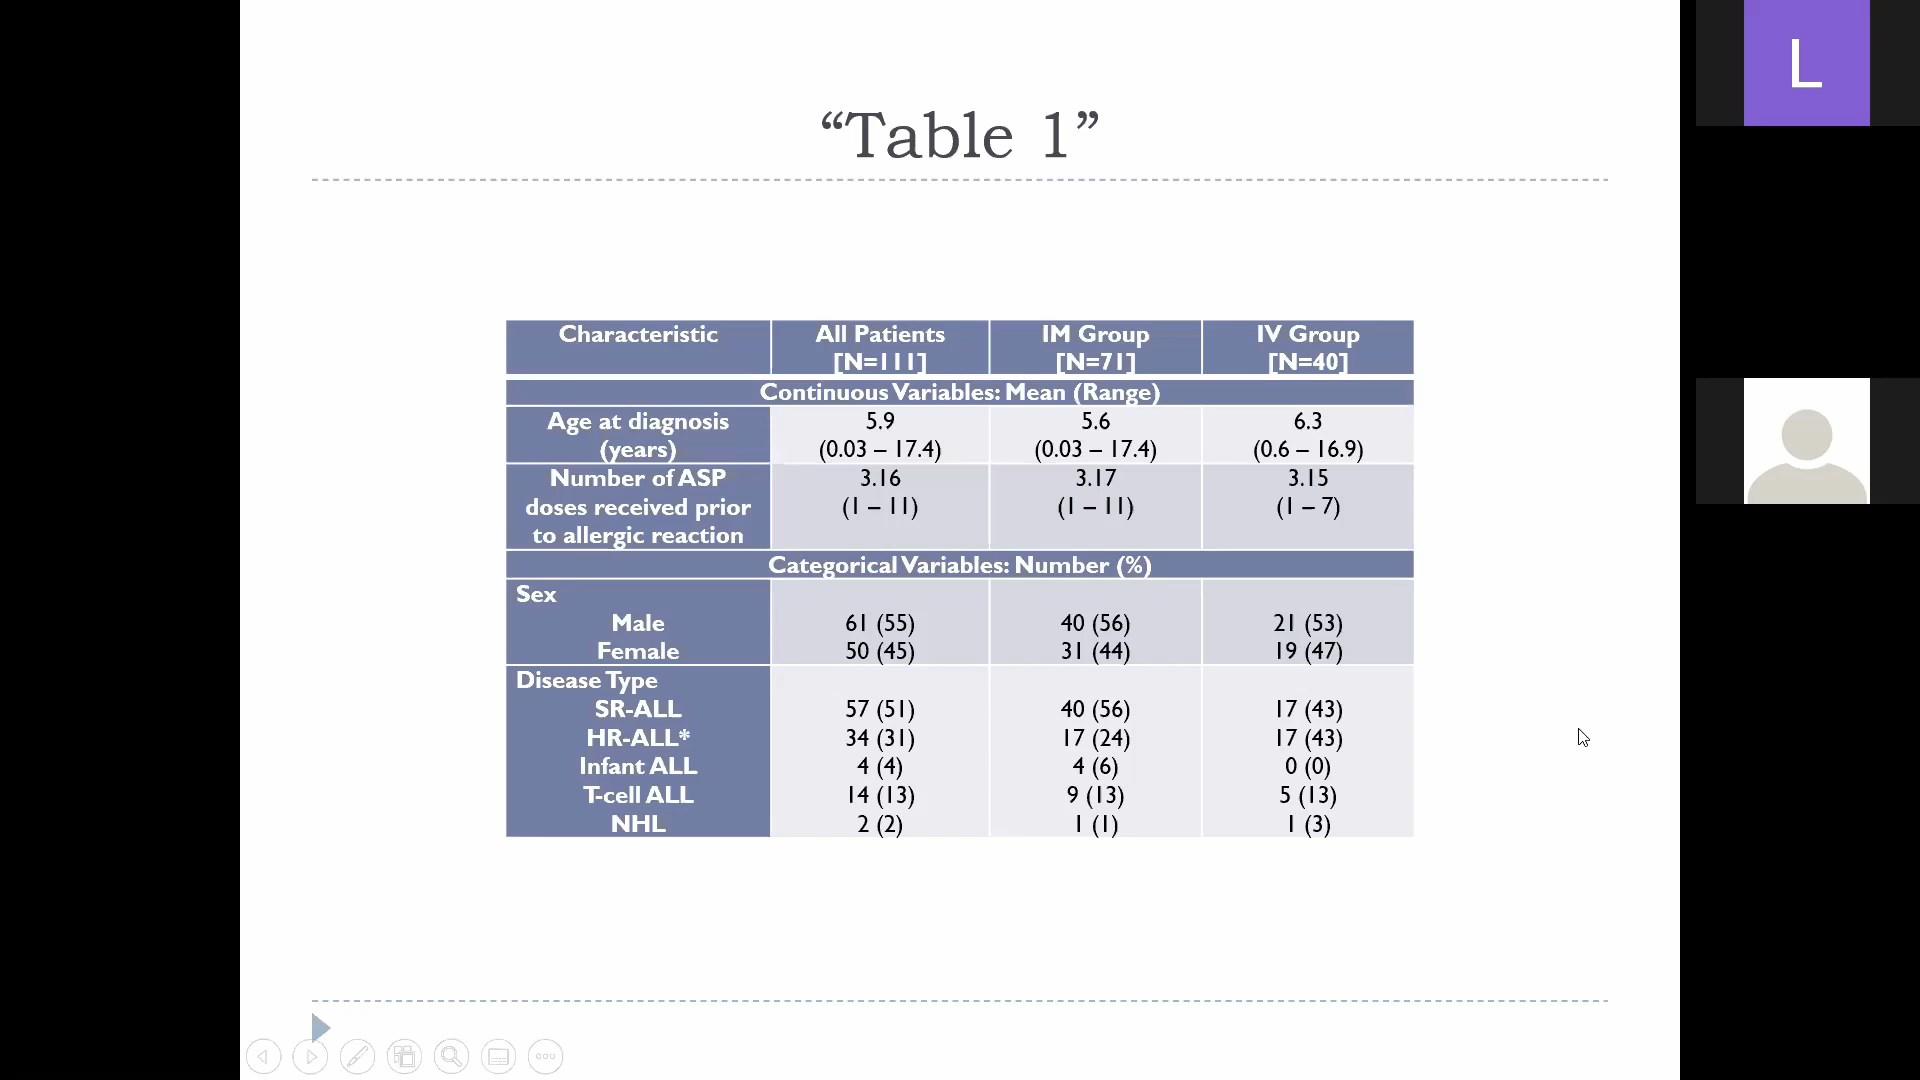 “Table 1”
L
Characteristic All Patients IM Group IV Group
[N=111] [N=71] [N=40]
Continuous Variables: Mean (Range)
Age at diagnosis 5.9 5.6 6.3
(years) (0.03 – 17.4) (0.03 – 17.4) (0.6 – 16.9)
Number of ASP 3.16 3.17 3.15
doses received prior (1 – 11) (1 – 11) (1 – 7)
to allergic reaction
Categorical Variables: Number (%)
Sex
Male 61 (55) 40 (56) 21 (53)
Female 50 (45) 31 (44) 19 (47)
Disease Type
SR-ALL 57 (51) 40 (56) 17 (43)
HR-ALL* 34 (31) 17 (24) 17 (43)
Infant ALL 4 (4) 4 (6) 0 (0)
T-cell ALL 14 (13) 9 (13) 5 (13)
NHL 2 (2) 1 (1) 1 (3)